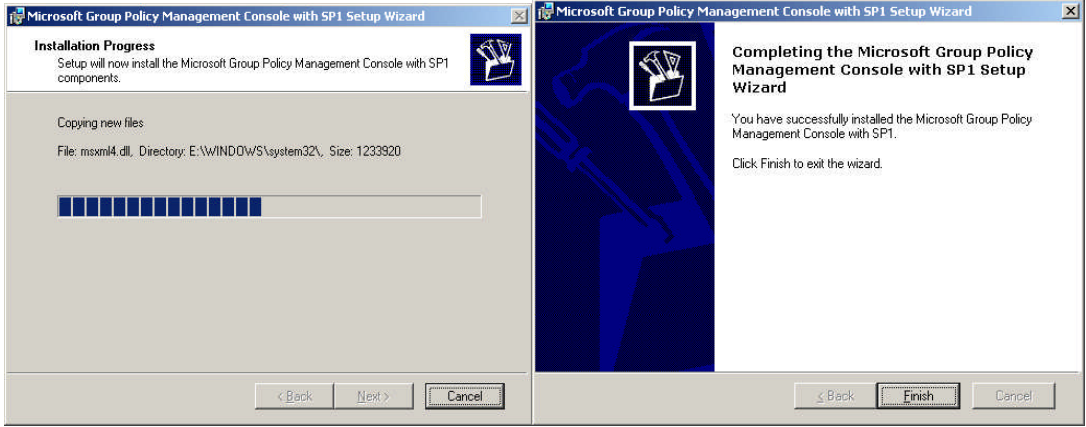 Microsoft Group Policy Management Console with SP1 Setup Wizard
Installation Progress
Setup will now install the Microsoft Group Policy Management Console with SP1
components.
Copying new files
File: msxml4.dll, Directory: E:\WINDOWS\system32\, Size: 1233920
< Back
Next >
Cancel
Microsoft Group Policy Management Console with SP1 Setup Wizard
Completing the Microsoft Group Policy
Management Console with SP1 Setup
Wizard
You have successfully installed the Microsoft Group Policy
Management Console with SP1.
Click Finish to exit the wizard.
< Back
Finish
Cancel